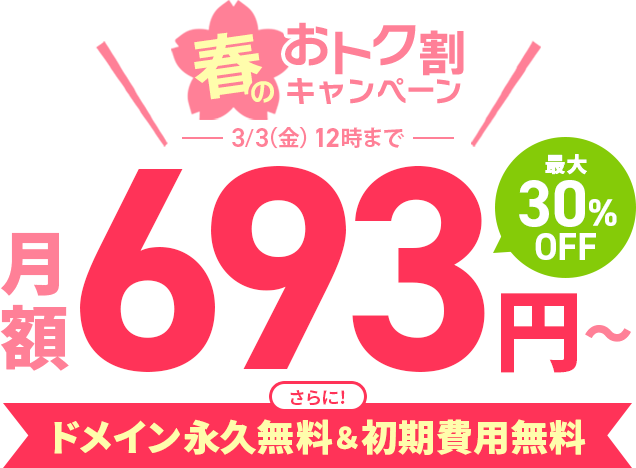 春の
おトク割
キャンペーン
3/3(金) 12時まで
最大
30%
OFF
月額693円～
さらに!
ドメイン永久無料&初期費用無料